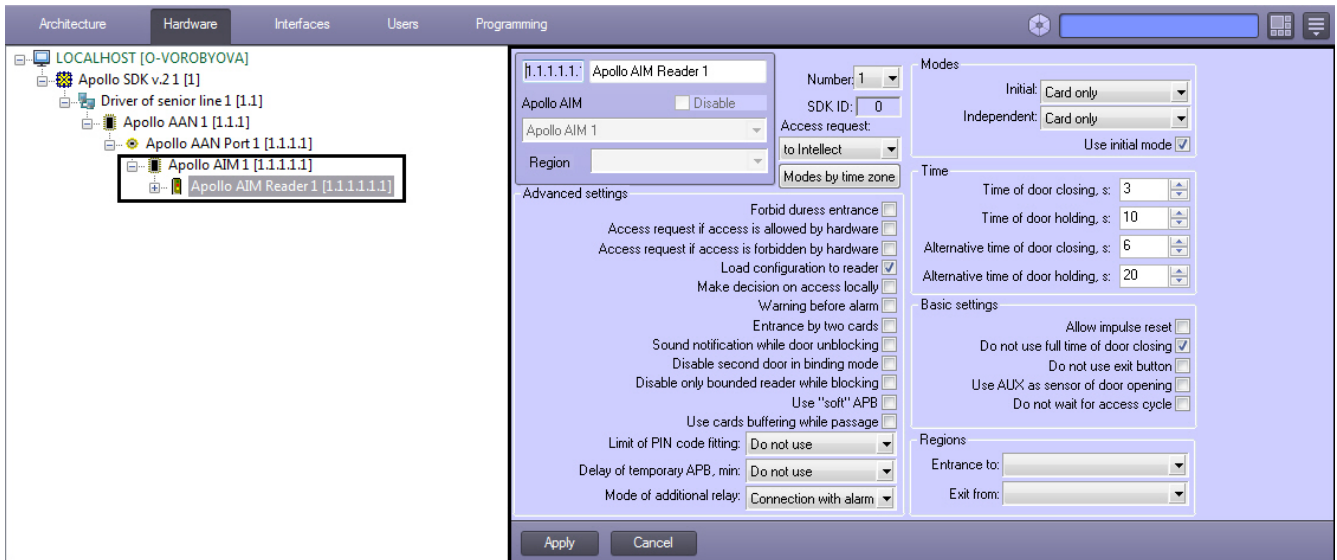 Architecture Hardware Interfaces Users Programming
LOCALHOST [O-VOROBYOVA]
Apollo SDK v.2 1 [1]
Driver of senior line 1 [1.1]
Apollo AAN 1 [1.1.1]
Apollo AAN Port 1 [1.1.1.1]
Apollo AIM 1 [1.1.1.1.1]
Apollo AIM Reader 1 [1.1.1.1.1.1]
1.1.1.1.1. Apollo AIM Reader 1
Apollo AIM Disable
Apollo AIM 1
Region
Number: 1
SDK ID: 0
Access request:
to Intellect
Modes by time zone
Advanced settings
Forbid duress entrance
Access request if access is allowed by hardware
Access request if access is forbidden by hardware
Load configuration to reader
Make decision on access locally
Warning before alarm
Entrance by two cards
Sound notification while door unblocking
Disable second door in binding mode
Disable only bounded reader while blocking
Use "soft" APB
Use cards buffering while passage
Limit of PIN code fitting: Do not use
Delay of temporary APB, min: Do not use
Mode of additional relay: Connection with alarm
Modes
Initial: Card only
Independent: Card only
Use initial mode
Time
Time of door closing, s: 3
Time of door holding, s: 10
Alternative time of door closing, s: 6
Alternative time of door holding, s: 20
Basic settings
Allow impulse reset
Do not use full time of door closing
Do not use exit button
Use AUX as sensor of door opening
Do not wait for access cycle
Regions
Entrance to:
Exit from:
Apply Cancel